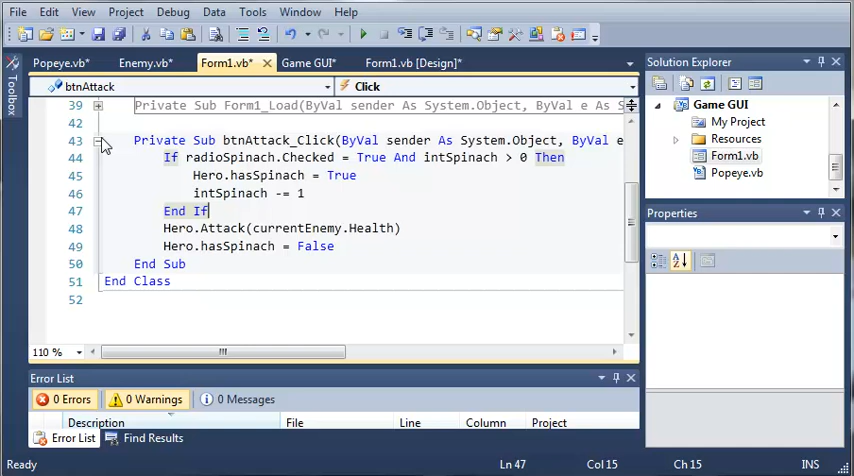 File Edit View Project Debug Data Tools Window Help
Popeye.vb* Enemy.vb* Form1.vb* Game GUI* Form1.vb [Design]*
btnAttack Click
39 Private Sub Form1_Load(ByVal sender As System.Object, ByVal e As S
42
43 Private Sub btnAttack_Click(ByVal sender As System.Object, ByVal e
44 If radioSpinach.Checked = True And intSpinach > 0 Then
45 Hero.hasSpinach = True
46 intSpinach -= 1
47 End If
48 Hero.Attack(currentEnemy.Health)
49 Hero.hasSpinach = False
50 End Sub
51 End Class
52
110 %
Error List
0 Errors 0 Warnings 0 Messages
Description File Line Column Project
Error List Find Results
Ready Ln 47 Col 15 Ch 15 INS
Toolbox
Solution Explorer
Game GUI
My Project
Resources
Form1.vb
Popeye.vb
Properties